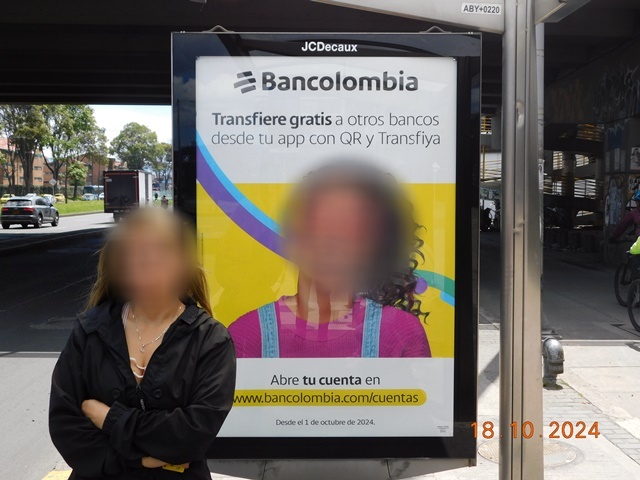 ABY+0220
JCDecaux
Bancolombia
Transfiere gratis a otros bancos
desde tu app con QR y Transfiya
Abre tu cuenta en
www.bancolombia.com/cuentas
Desde el 1 de octubre de 2024.
18 10 2024